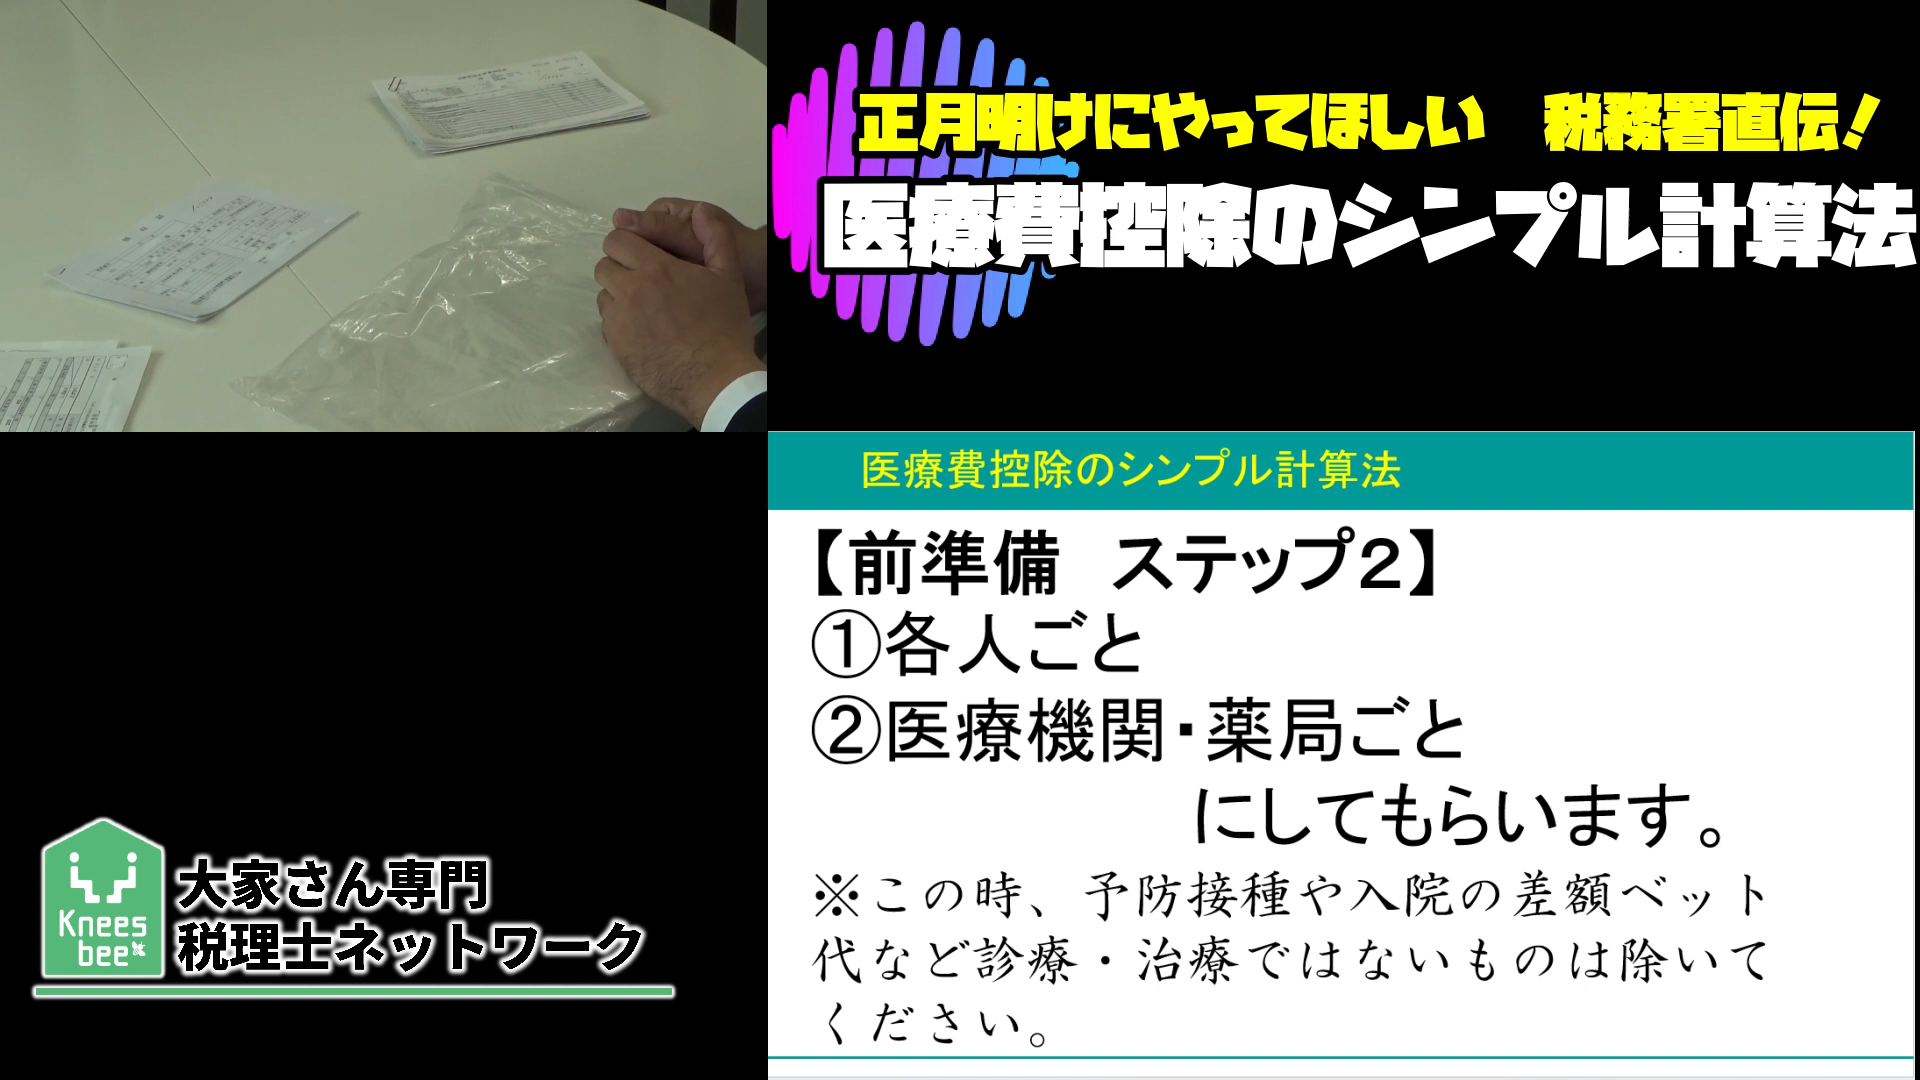 正月明けにやってほしい　税務署直伝！
医療費控除のシンプル計算法
医療費控除のシンプル計算法
【前準備　ステップ２】
①各人ごと
②医療機関・薬局ごと
にしてもらいます。
※この時、予防接種や入院の差額ベット
代など診療・治療ではないものは除いて
ください。
Knees
bee
大家さん専門
税理士ネットワーク